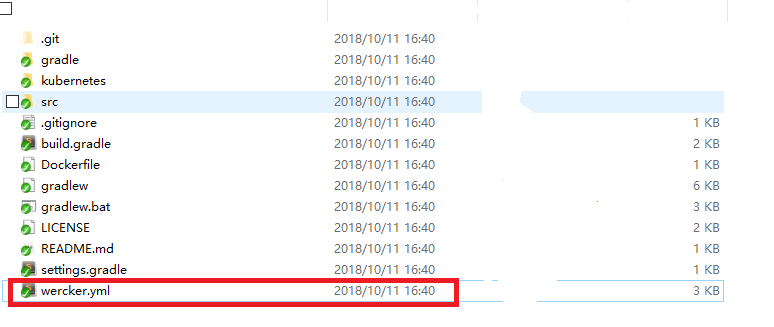 .git 2018/10/11 16:40
gradle 2018/10/11 16:40
kubernetes 2018/10/11 16:40
src 2018/10/11 16:40
.gitignore 2018/10/11 16:40 1 KB
build.gradle 2018/10/11 16:40 2 KB
Dockerfile 2018/10/11 16:40 1 KB
gradlew 2018/10/11 16:40 6 KB
gradlew.bat 2018/10/11 16:40 3 KB
LICENSE 2018/10/11 16:40 2 KB
README.md 2018/10/11 16:40 1 KB
settings.gradle 2018/10/11 16:40 1 KB
wercker.yml 2018/10/11 16:40 3 KB